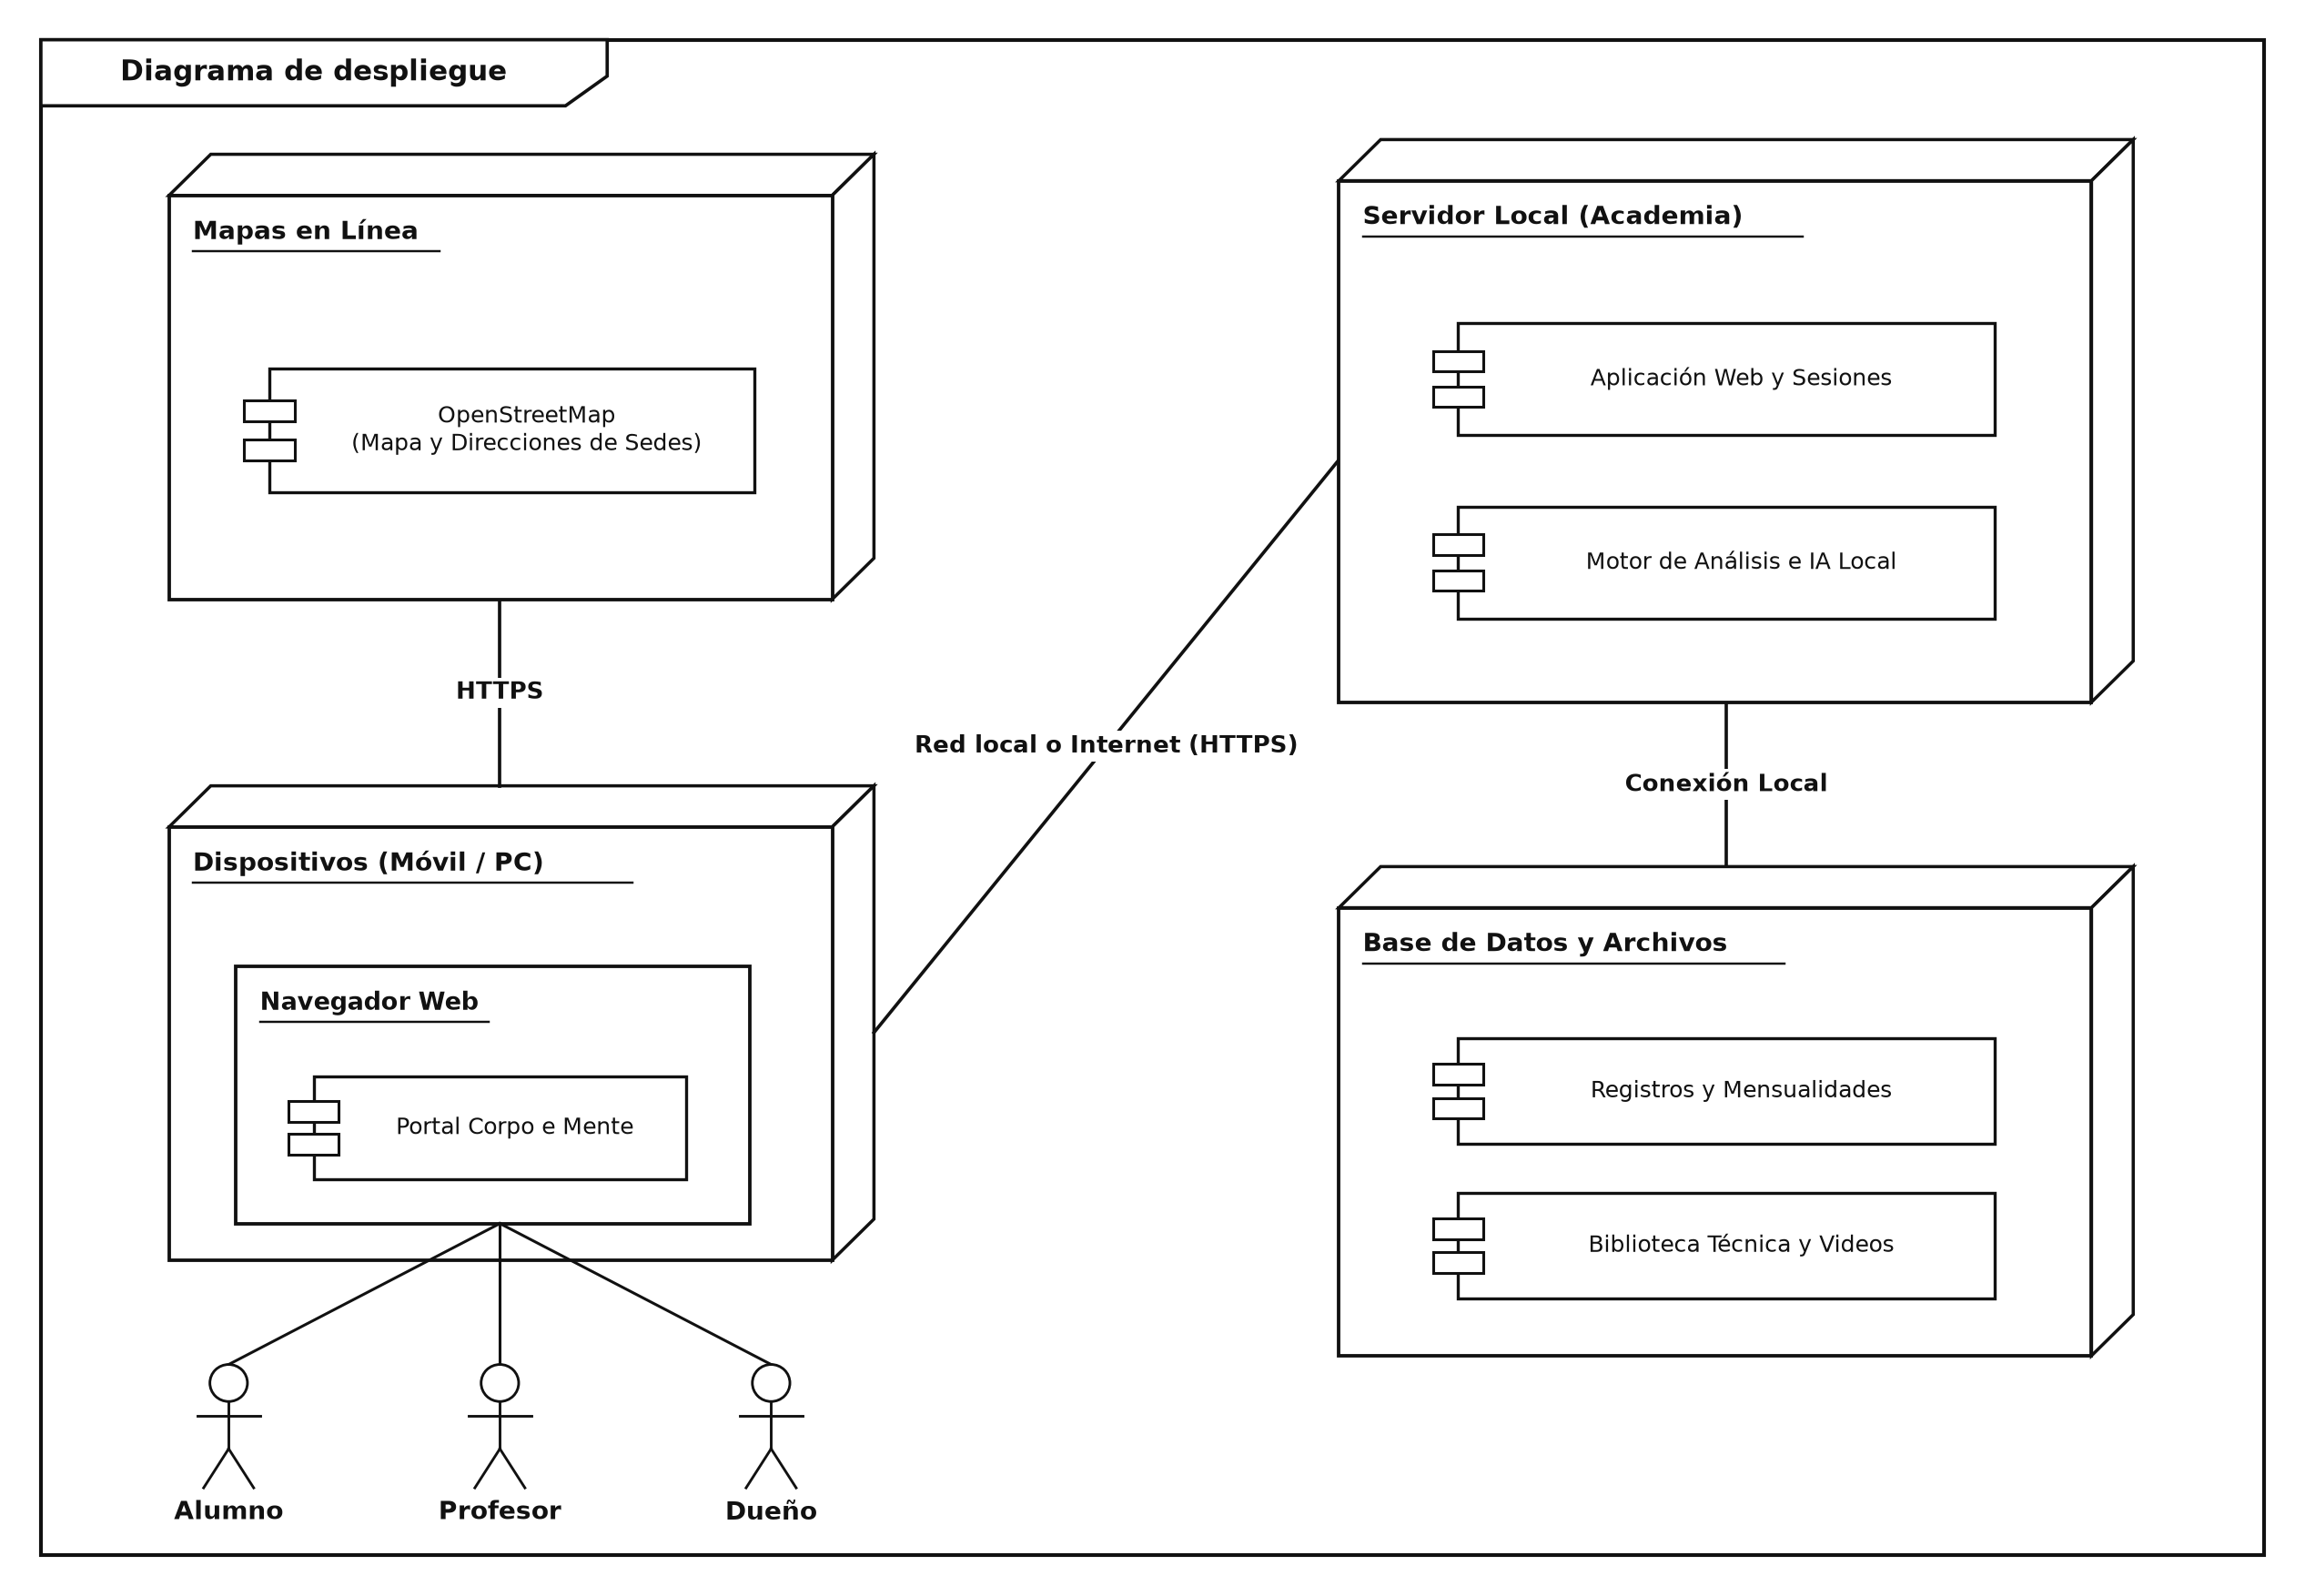 Diagrama de despliegue
Mapas en Línea
OpenStreetMap
(Mapa y Direcciones de Sedes)
HTTPS
Dispositivos (Móvil / PC)
Navegador Web
Portal Corpo e Mente
Alumno
Profesor
Dueño
Red local o Internet (HTTPS)
Servidor Local (Academia)
Aplicación Web y Sesiones
Motor de Análisis e IA Local
Conexión Local
Base de Datos y Archivos
Registros y Mensualidades
Biblioteca Técnica y Videos